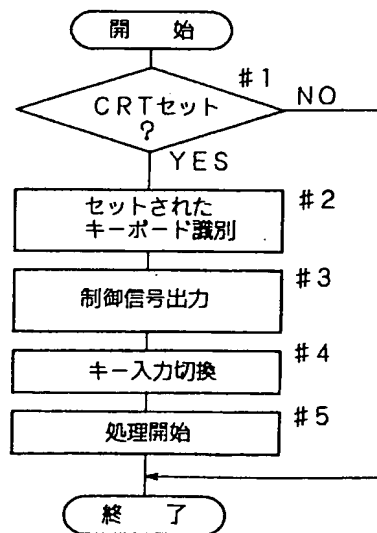 開 始
#1
CRTセット
?
NO
YES
セットされた
キーボード識別
#2
制御信号出力
#3
キー入力切換
#4
処理開始
#5
終 了